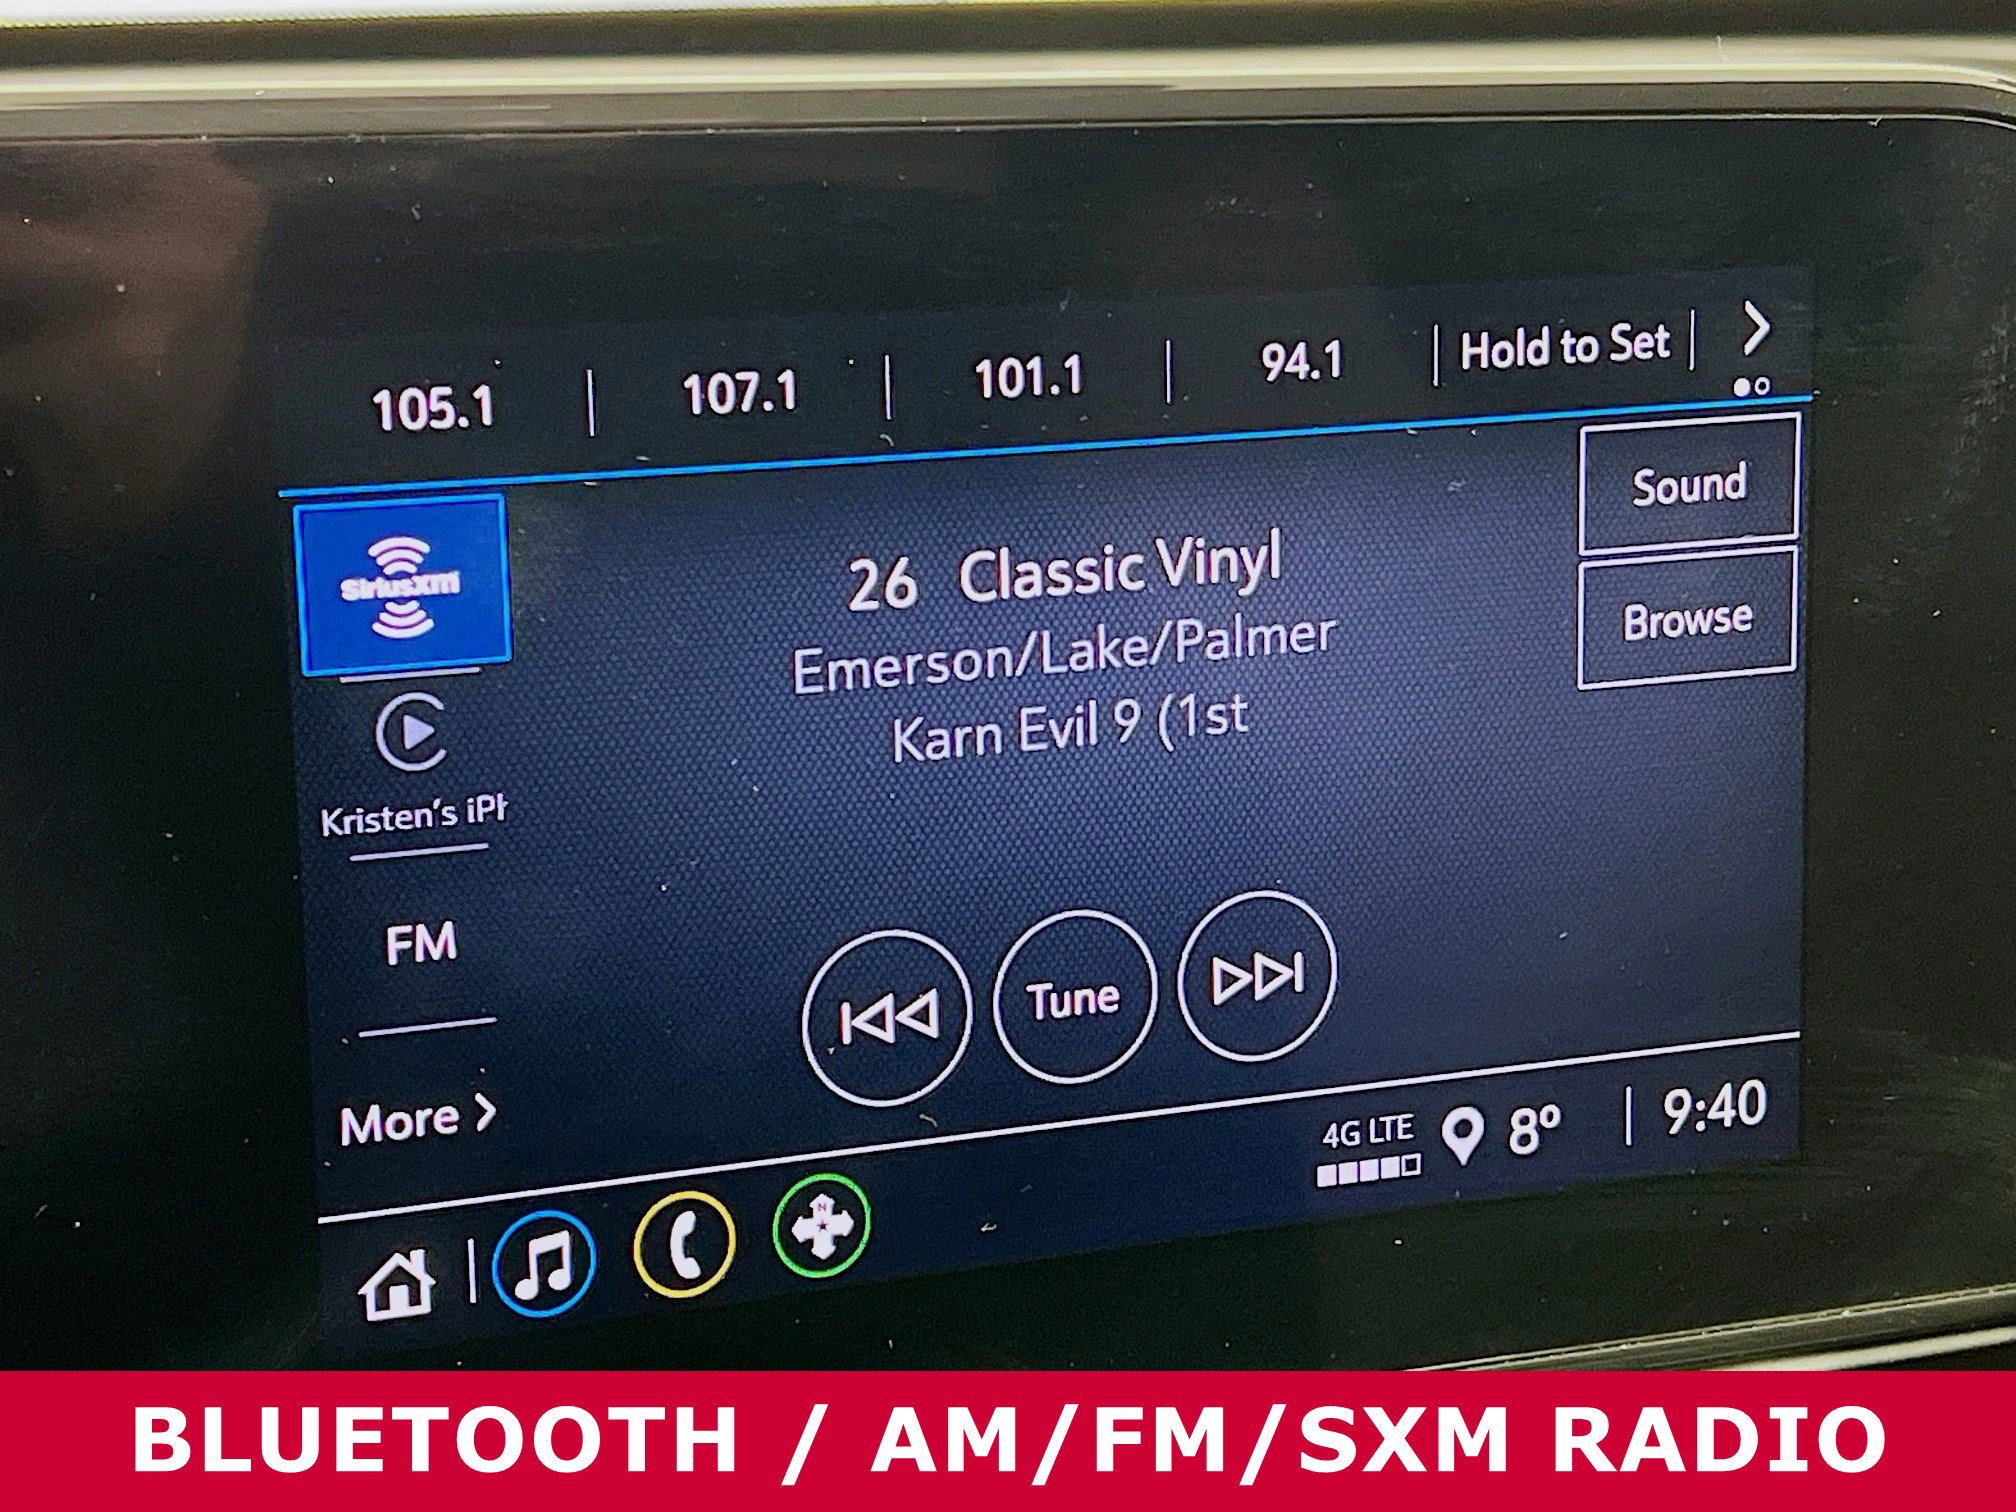 105.1 | 107.1 | 101.1 | 94.1 | Hold to Set |
Sound
SiriusXM
26 Classic Vinyl
Browse
Emerson/Lake/Palmer
Karn Evil 9 (1st
Kristen's iPh
FM
Tune
More >
4G LTE 8° | 9:40
N
BLUETOOTH / AM/FM/SXM RADIO